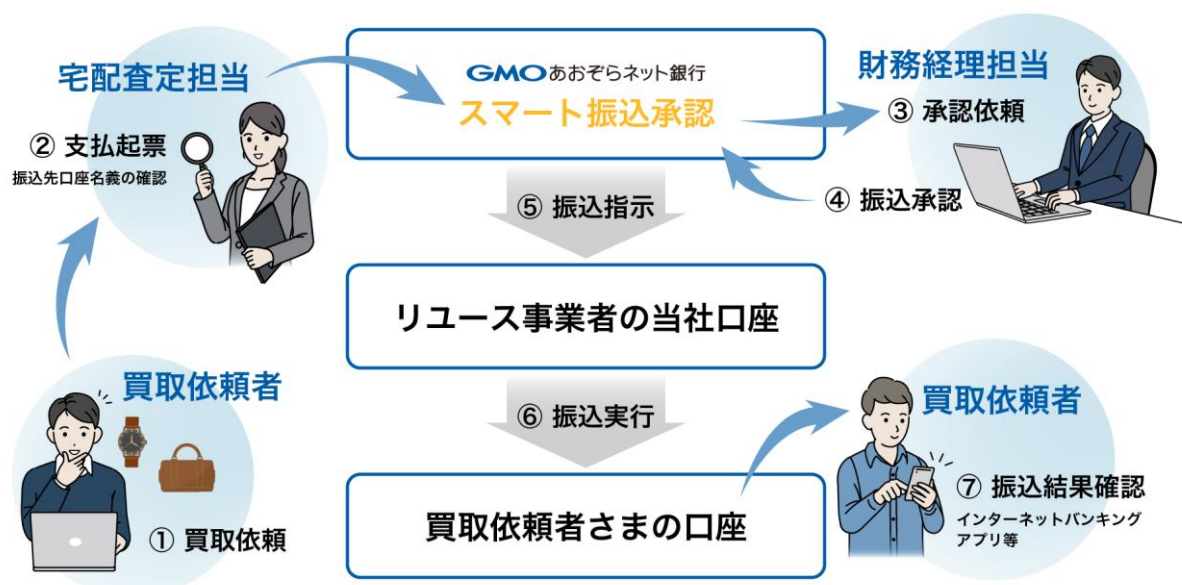 宅配査定担当
② 支払起票
振込先口座名義の確認
GMOあおぞらネット銀行
スマート振込承認
財務経理担当
③ 承認依頼
④ 振込承認
⑤ 振込指示
リユース事業者の当社口座
買取依頼者
① 買取依頼
⑥ 振込実行
買取依頼者さまの口座
買取依頼者
⑦ 振込結果確認
インターネットバンキング
アプリ等